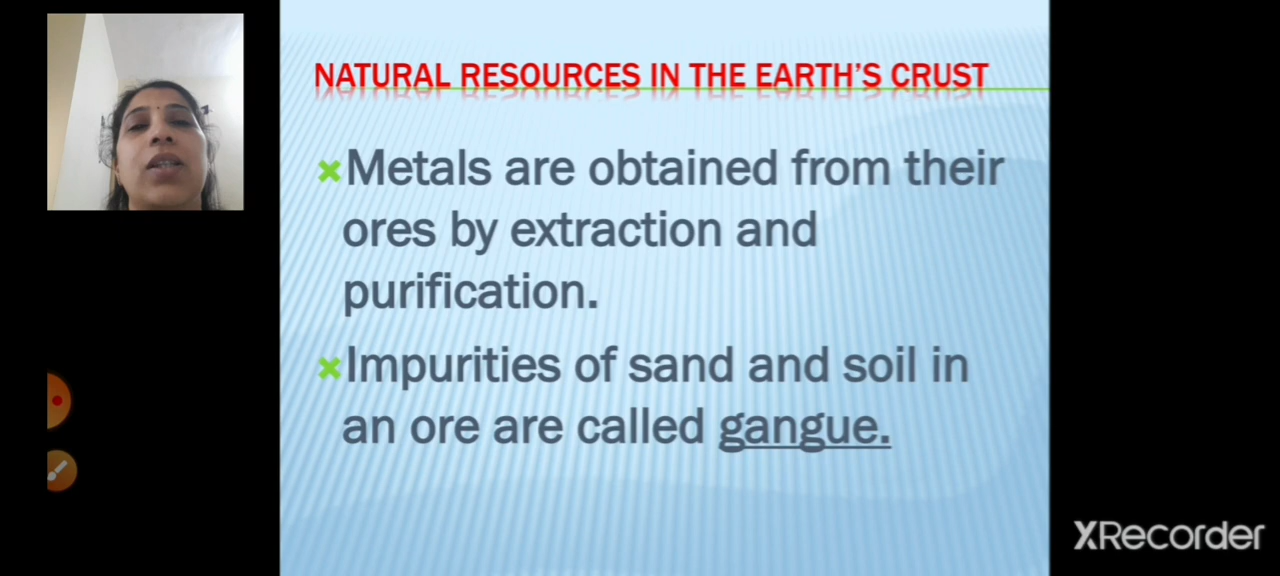 NATURAL RESOURCES IN THE EARTH'S CRUST
Metals are obtained from their
ores by extraction and
purification.
Impurities of sand and soil in
an ore are called gangue.
XRecorder